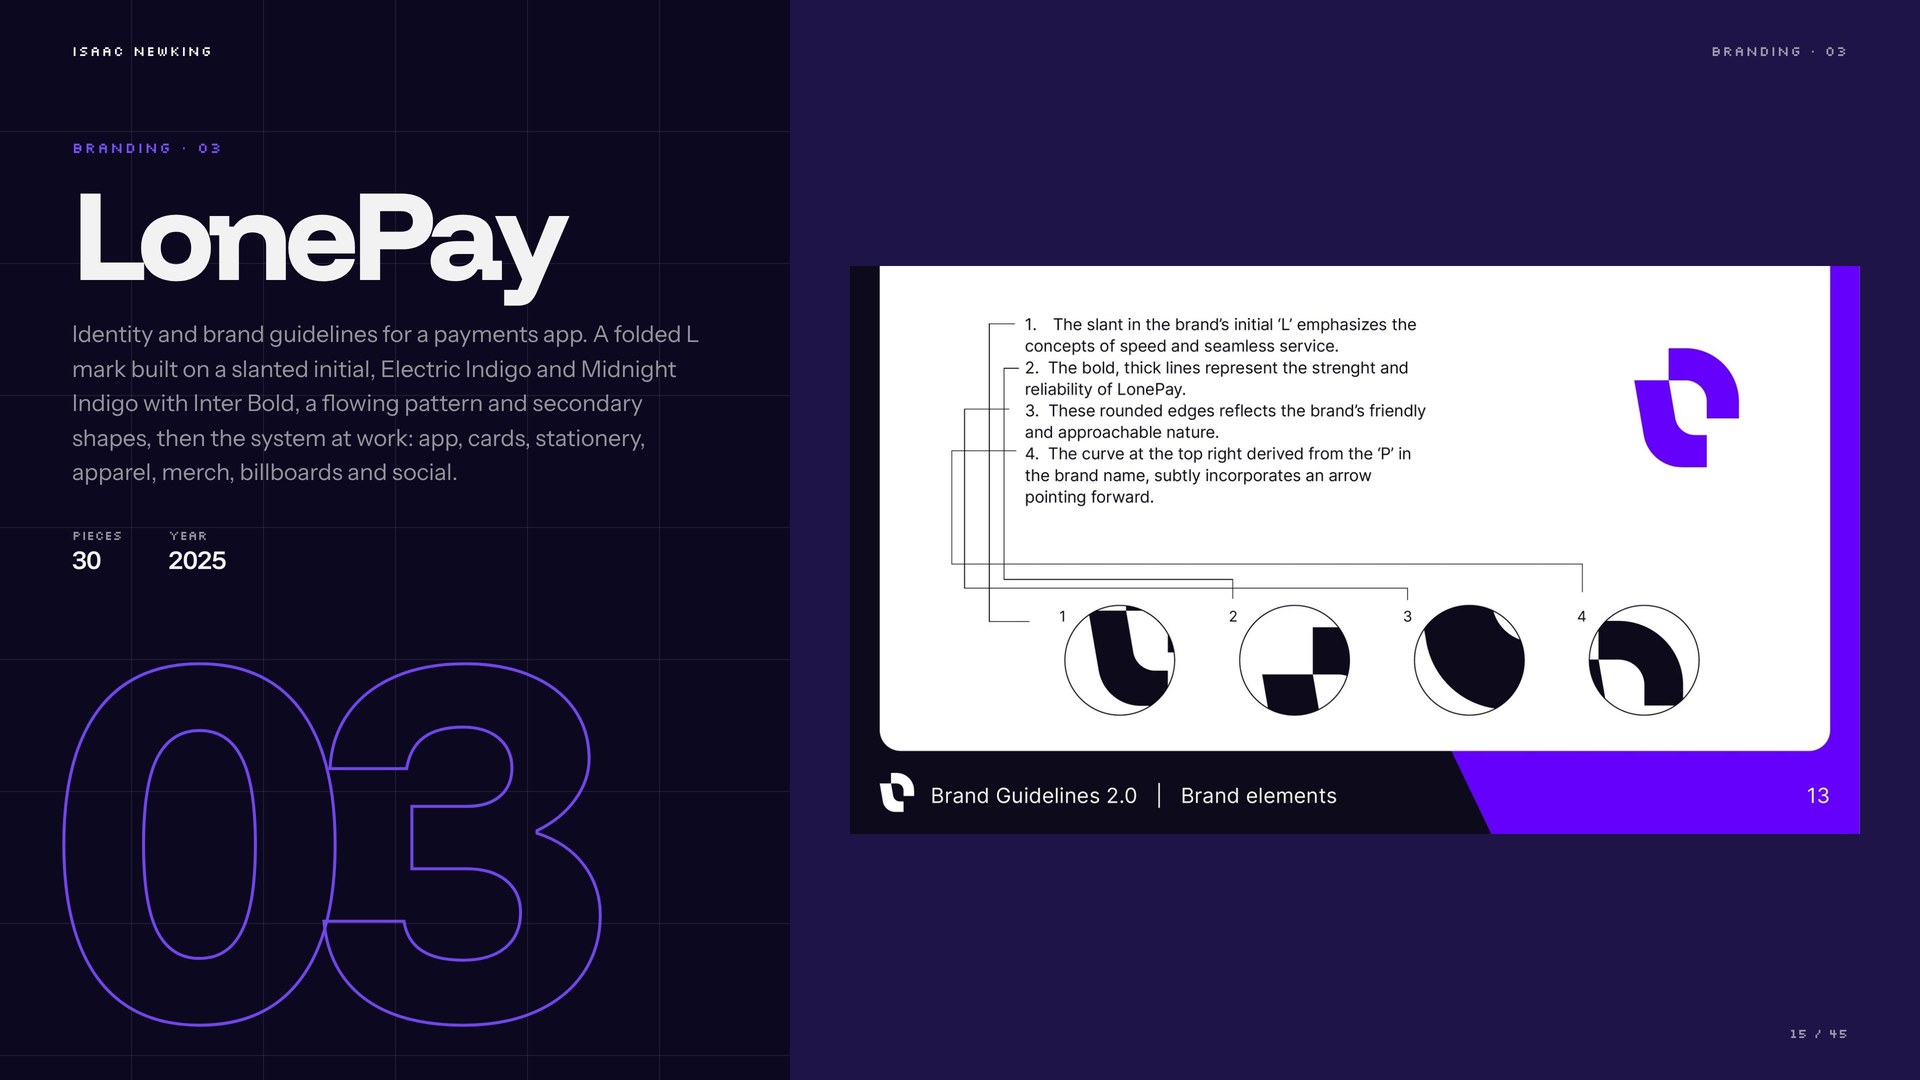 ISAAC NEWKING
BRANDING · 03
BRANDING · 03
LonePay
Identity and brand guidelines for a payments app. A folded L
mark built on a slanted initial, Electric Indigo and Midnight
Indigo with Inter Bold, a flowing pattern and secondary
shapes, then the system at work: app, cards, stationery,
apparel, merch, billboards and social.
PIECES YEAR
30 2025
03
1. The slant in the brand’s initial ‘L’ emphasizes the
concepts of speed and seamless service.
2. The bold, thick lines represent the strenght and
reliability of LonePay.
3. These rounded edges reflects the brand’s friendly
and approachable nature.
4. The curve at the top right derived from the ‘P’ in
the brand name, subtly incorporates an arrow
pointing forward.
1 2 3 4
Brand Guidelines 2.0 | Brand elements 13
15 / 45